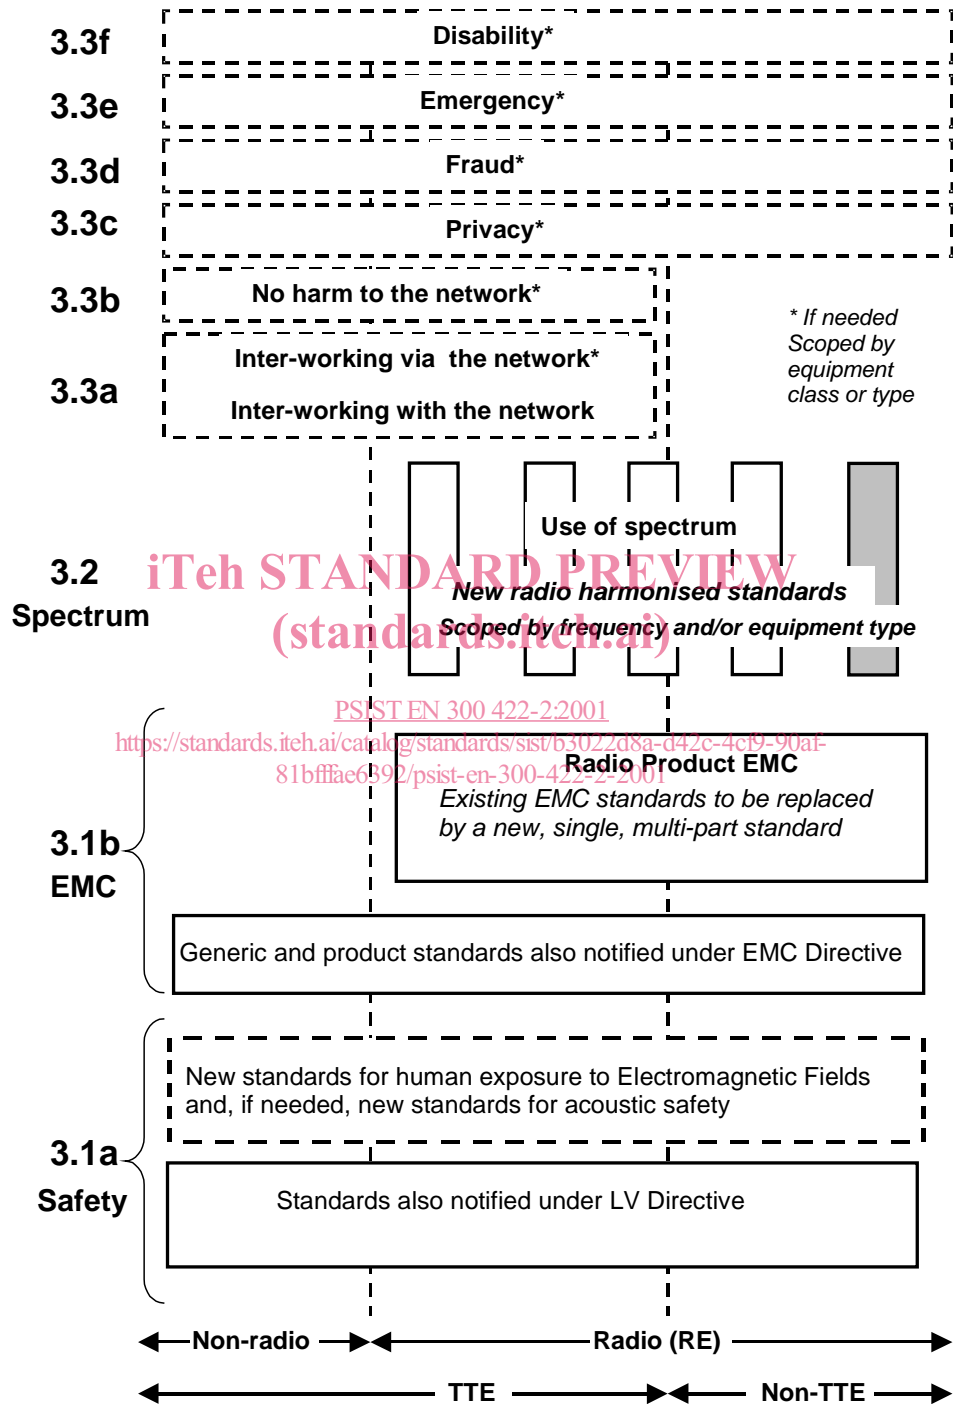 3.3f
Disability*
3.3e
Emergency*
3.3d
Fraud*
3.3c
Privacy*
3.3b
No harm to the network*
* If needed
Scoped by
equipment
class or type
3.3a
Inter-working via the network*
Inter-working with the network
Use of spectrum
3.2
Spectrum
iTeh STANDARD PREVIEW
New radio harmonised standards
(standards.iteh.ai)
Scoped by frequency and/or equipment type
PSIST EN 300 422-2:2001
https://standards.iteh.ai/catalog/standards/sist/b3022d8a-d42c-4cf9-90af-
81bfffae6392/psist-en-300-422-2-2001
Radio Product EMC
Existing EMC standards to be replaced
by a new, single, multi-part standard
3.1b
EMC
Generic and product standards also notified under EMC Directive
New standards for human exposure to Electromagnetic Fields
and, if needed, new standards for acoustic safety
3.1a
Safety
Standards also notified under LV Directive
Non-radio
Radio (RE)
TTE
Non-TTE